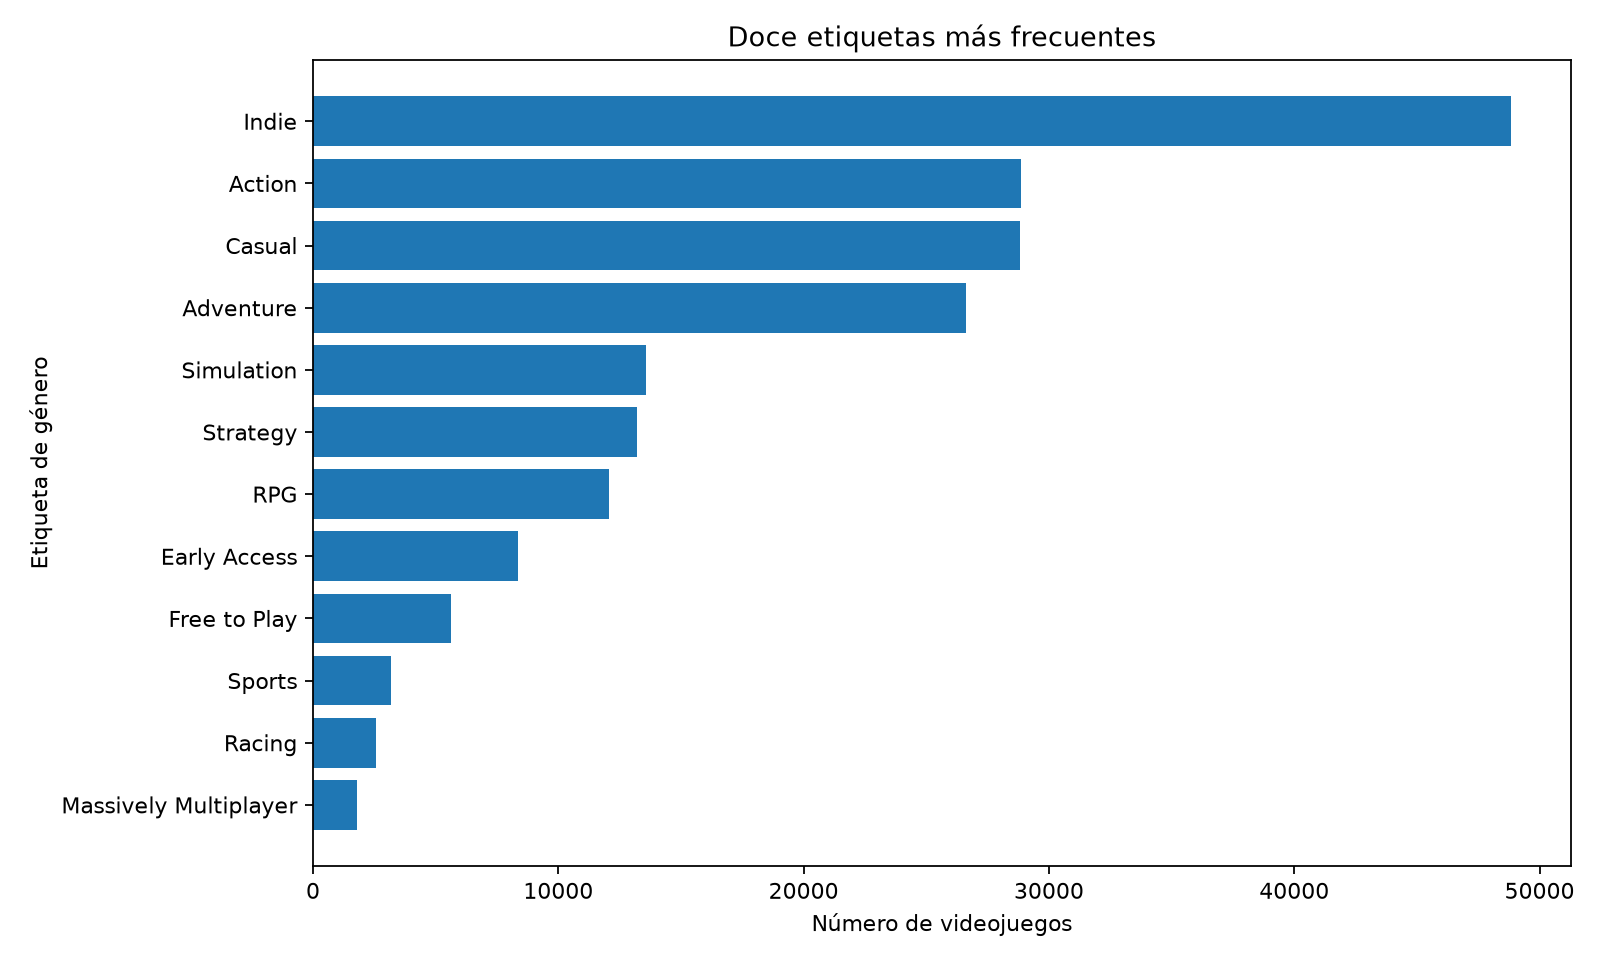 Doce etiquetas más frecuentes
Etiqueta de género
Indie
Action
Casual
Adventure
Simulation
Strategy
RPG
Early Access
Free to Play
Sports
Racing
Massively Multiplayer
0 10000 20000 30000 40000 50000
Número de videojuegos